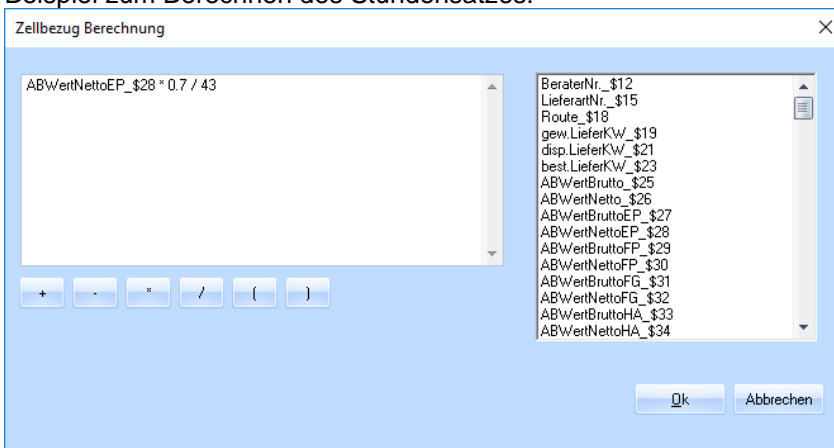 Beispiel zum Berechnen des Stundensatzes:
Zellbezug Berechnung
ABWertNettoEP_$28 * 0.7 / 43
+ - * / ( )
BeraterNr._$12
LieferartNr._$15
Route_$18
gew.LieferKW_$19
disp.LieferKW_$21
best.LieferKW_$23
ABWertBrutto_$25
ABWertNetto_$26
ABWertBruttoEP_$27
ABWertNettoEP_$28
ABWertBruttoFP_$29
ABWertNettoFP_$30
ABWertBruttoFG_$31
ABWertNettoFG_$32
ABWertBruttoHA_$33
ABWertNettoHA_$34
Ok Abbrechen